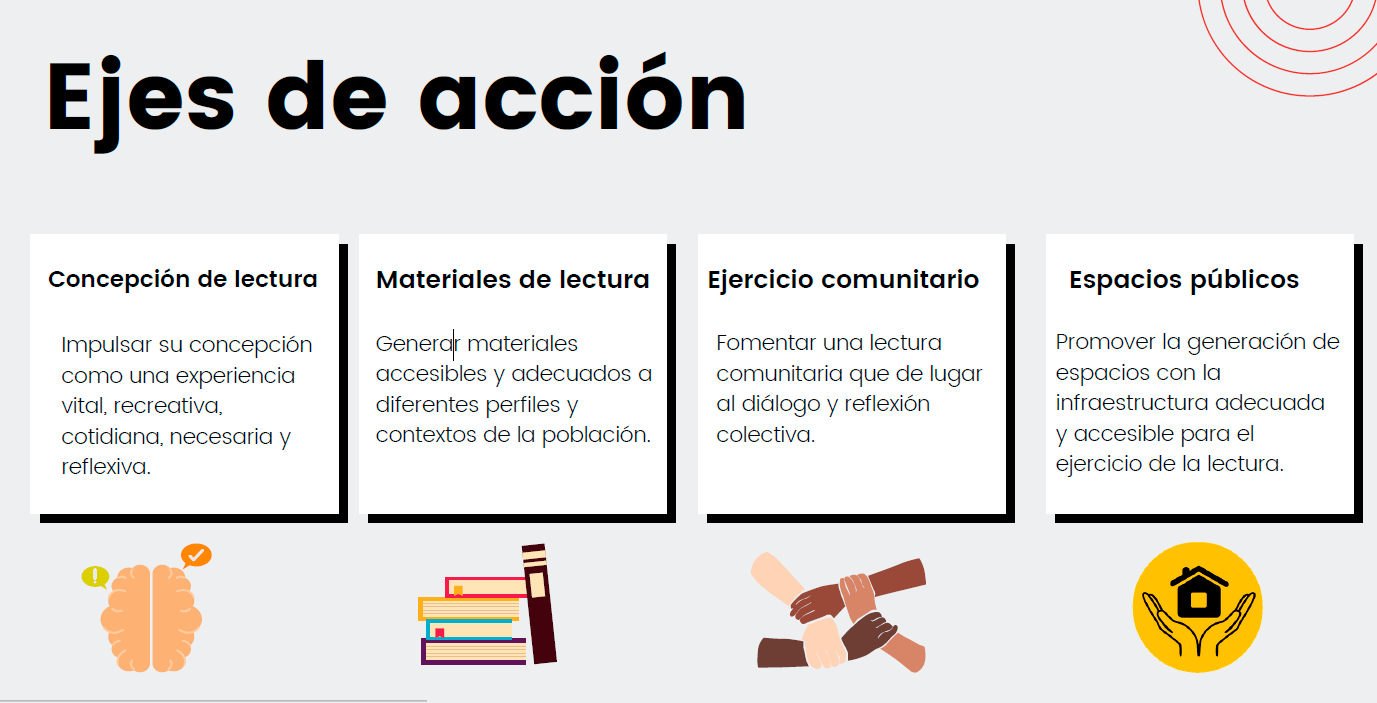 Ejes de acción
Concepción de lectura
Impulsar su concepción
como una experiencia
vital, recreativa,
cotidiana, necesaria y
reflexiva.
Materiales de lectura
Generar materiales
accesibles y adecuados a
diferentes perfiles y
contextos de la población.
Ejercicio comunitario
Fomentar una lectura
comunitaria que de lugar
al diálogo y reflexión
colectiva.
Espacios públicos
Promover la generación de
espacios con la
infraestructura adecuada
y accesible para el
ejercicio de la lectura.